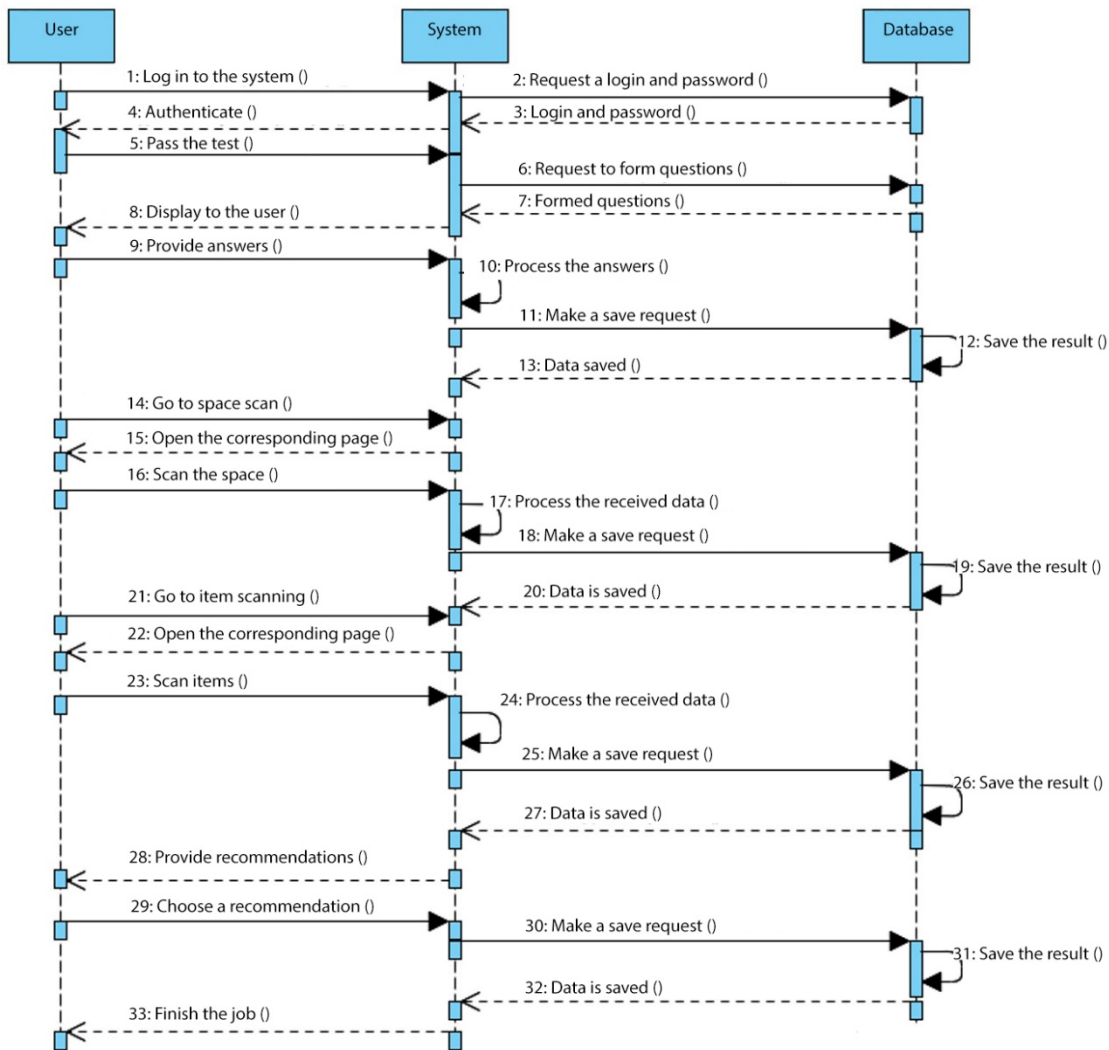 User
System
Database
1: Log in to the system ()
2: Request a login and password ()
3: Login and password ()
4: Authenticate ()
5: Pass the test ()
6: Request to form questions ()
7: Formed questions ()
8: Display to the user ()
9: Provide answers ()
10: Process the answers ()
11: Make a save request ()
12: Save the result ()
13: Data saved ()
14: Go to space scan ()
15: Open the corresponding page ()
16: Scan the space ()
17: Process the received data ()
18: Make a save request ()
19: Save the result ()
20: Data is saved ()
21: Go to item scanning ()
22: Open the corresponding page ()
23: Scan items ()
24: Process the received data ()
25: Make a save request ()
26: Save the result ()
27: Data is saved ()
28: Provide recommendations ()
29: Choose a recommendation ()
30: Make a save request ()
31: Save the result ()
32: Data is saved ()
33: Finish the job ()